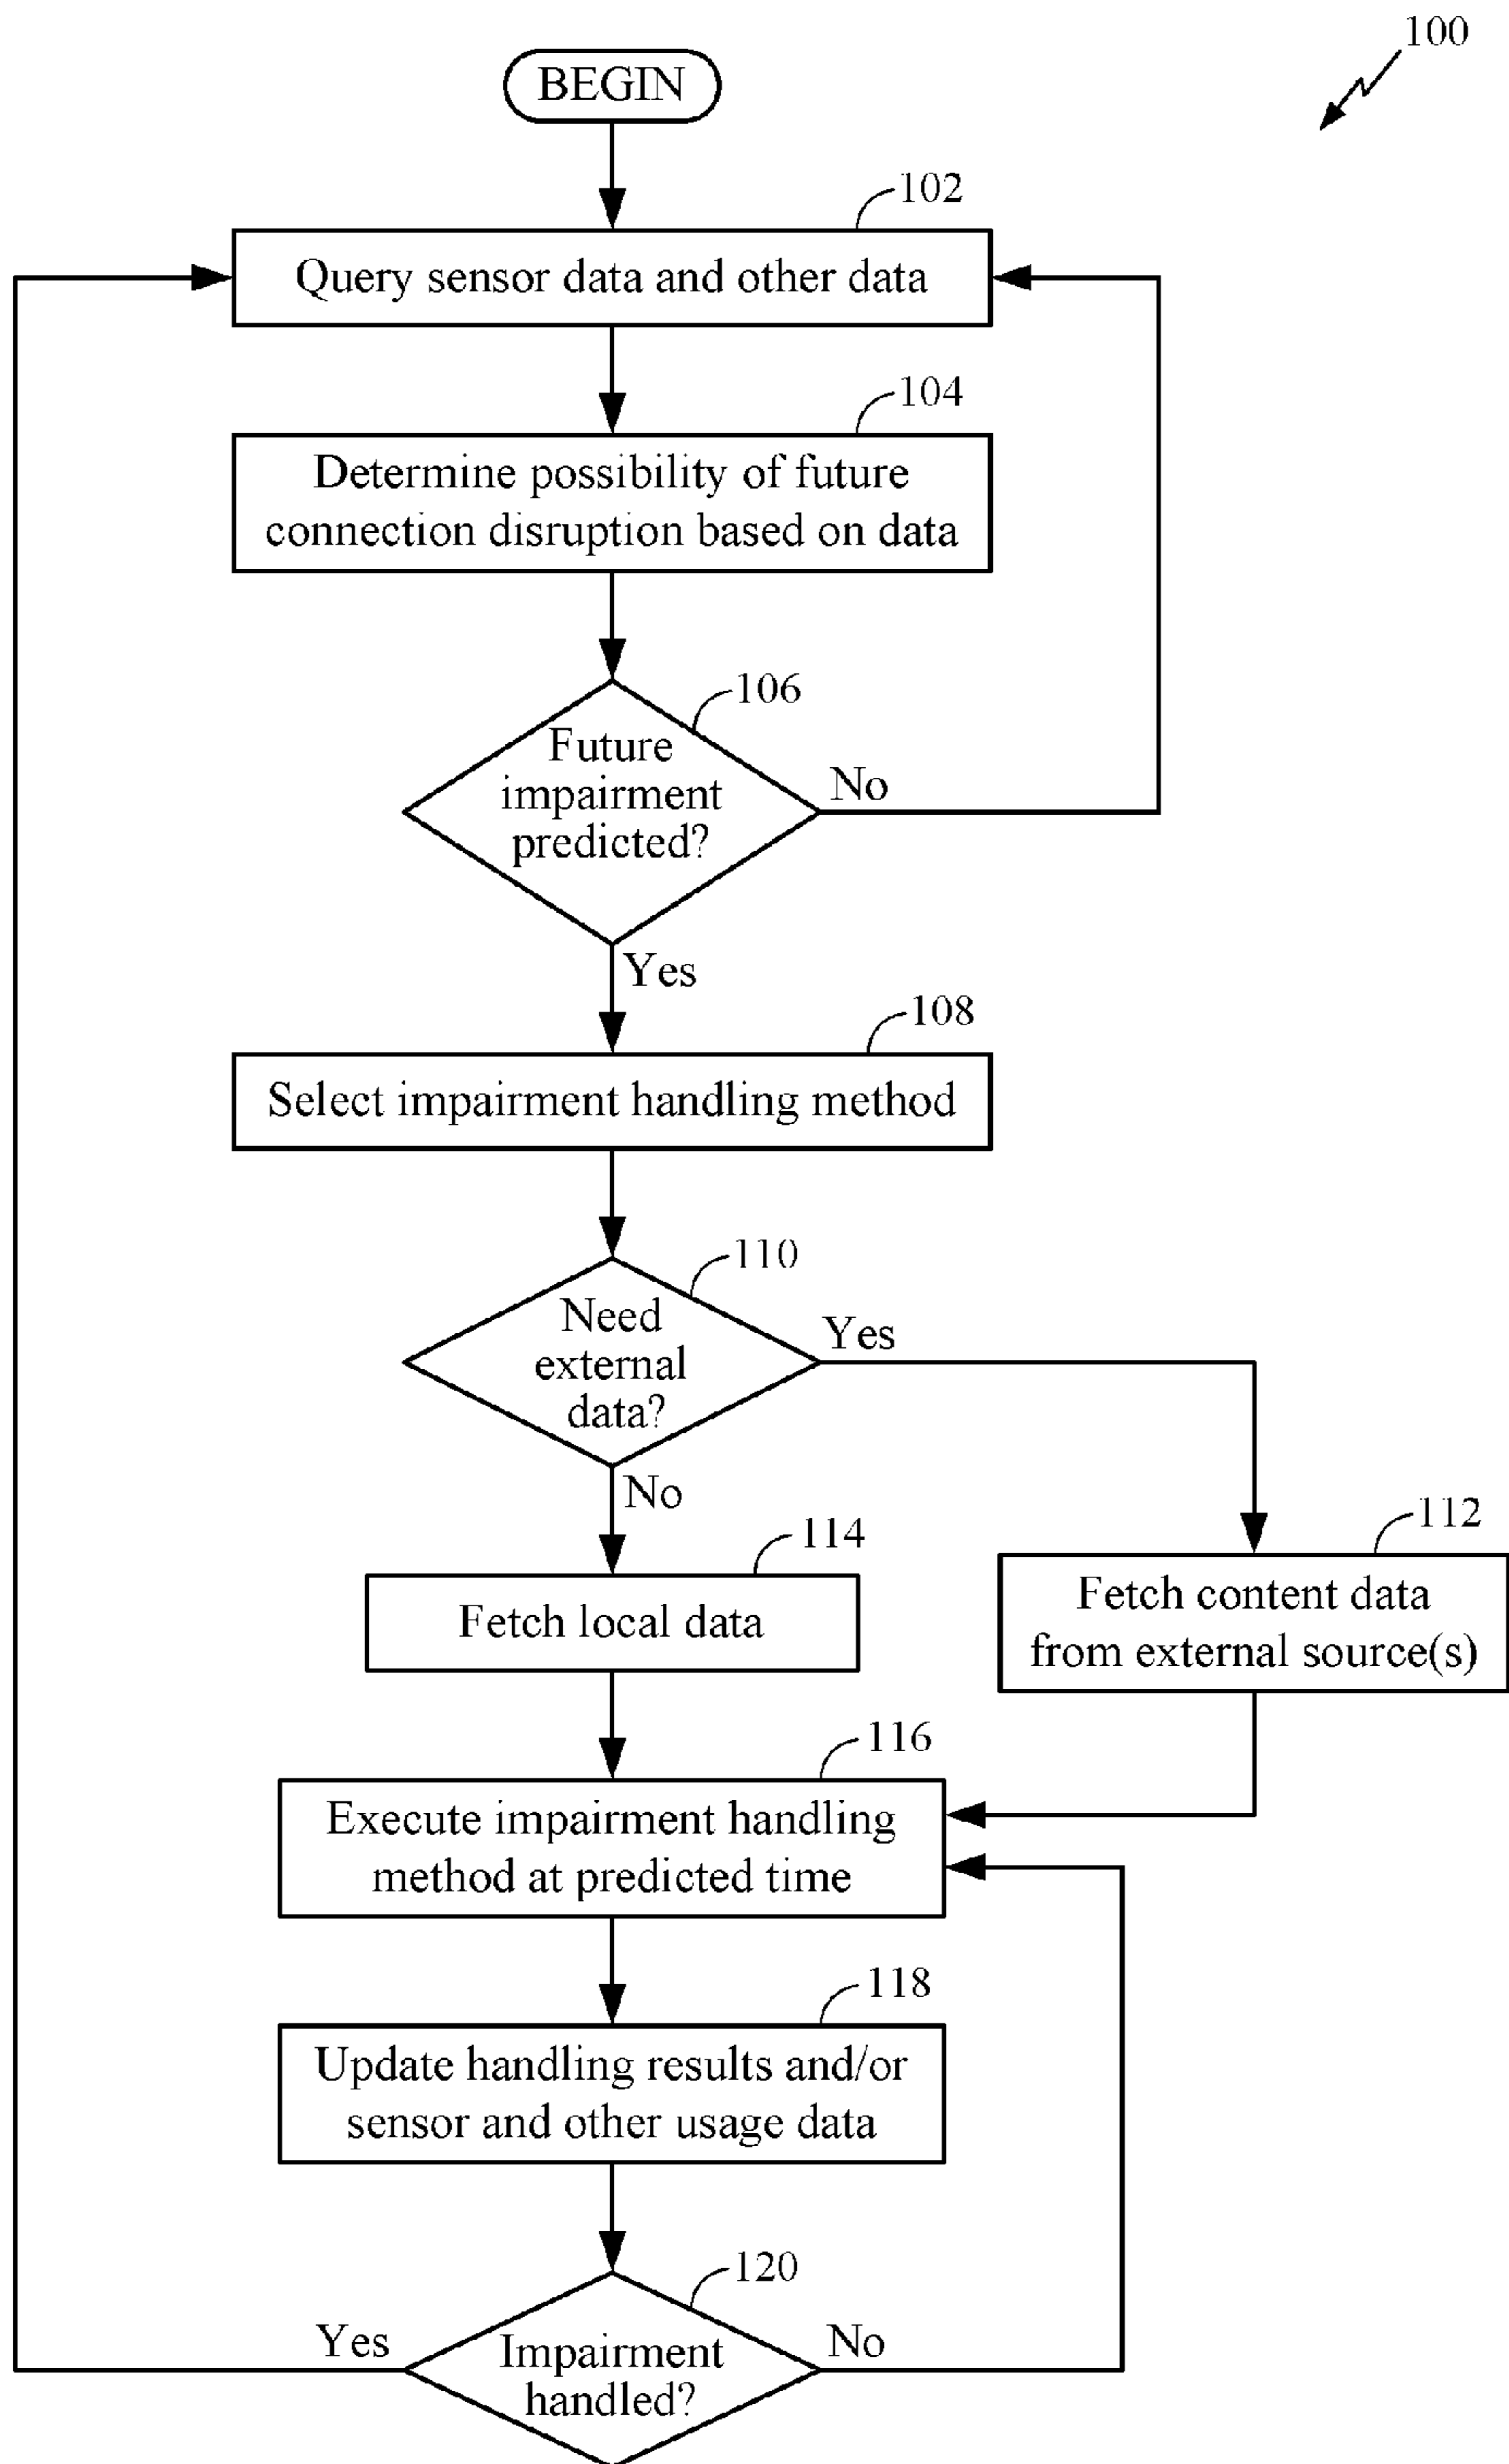 100
BEGIN
102
Query sensor data and other data
104
Determine possibility of future
connection disruption based on data
106
Future
impairment
predicted?
No
Yes
108
Select impairment handling method
110
Need
external
data?
Yes
No
114
Fetch local data
112
Fetch content data
from external source(s)
116
Execute impairment handling
method at predicted time
118
Update handling results and/or
sensor and other usage data
120
Yes
Impairment
handled?
No